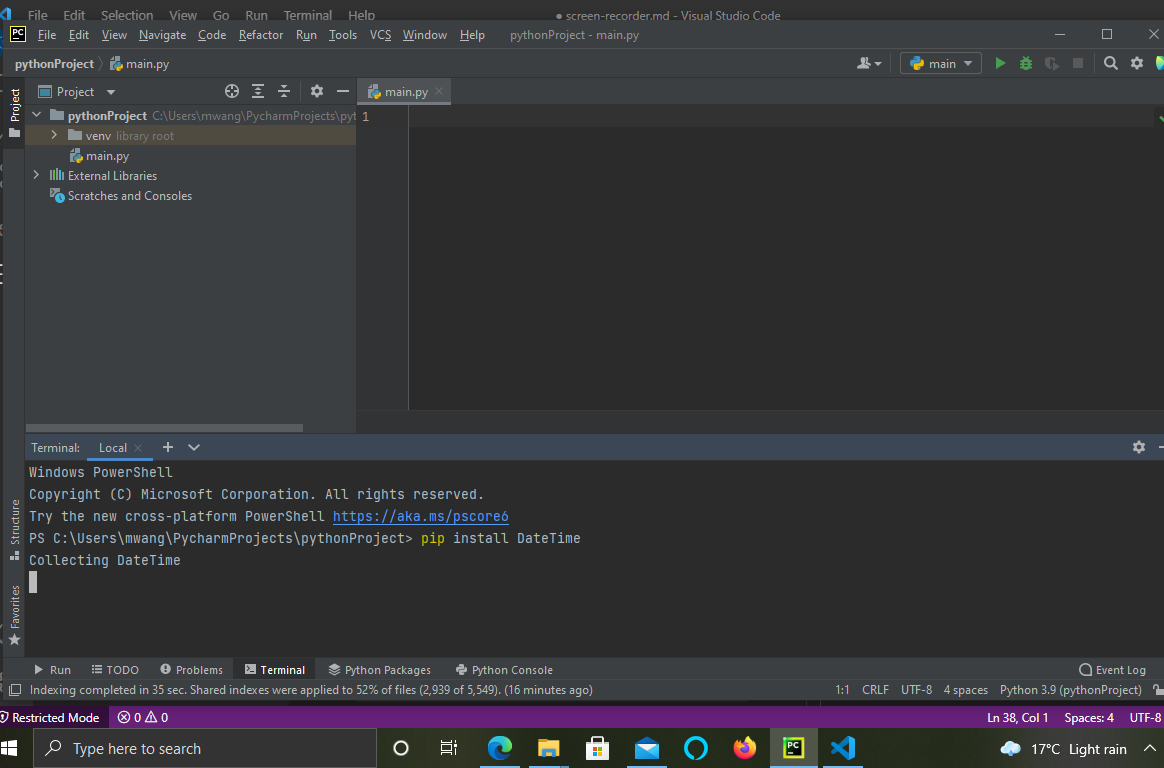 File Edit Selection View Go Run Terminal Help ● screen-recorder.md - Visual Studio Code
PC File Edit View Navigate Code Refactor Run Tools VCS Window Help pythonProject - main.py
pythonProject main.py main
Project
Project main.py
pythonProject C:\Users\mwang\PycharmProjects\pyt 1
venv library root
main.py
External Libraries
Scratches and Consoles
Terminal: Local
Windows PowerShell
Copyright (C) Microsoft Corporation. All rights reserved.
Try the new cross-platform PowerShell https://aka.ms/pscore6
PS C:\Users\mwang\PycharmProjects\pythonProject> pip install DateTime
Collecting DateTime
Structure
Favorites
Run TODO Problems Terminal Python Packages Python Console Event Log
Indexing completed in 35 sec. Shared indexes were applied to 52% of files (2,939 of 5,549). (16 minutes ago) 1:1 CRLF UTF-8 4 spaces Python 3.9 (pythonProject)
Restricted Mode 0 0 Ln 38, Col 1 Spaces: 4 UTF-8
Type here to search PC 17°C Light rain